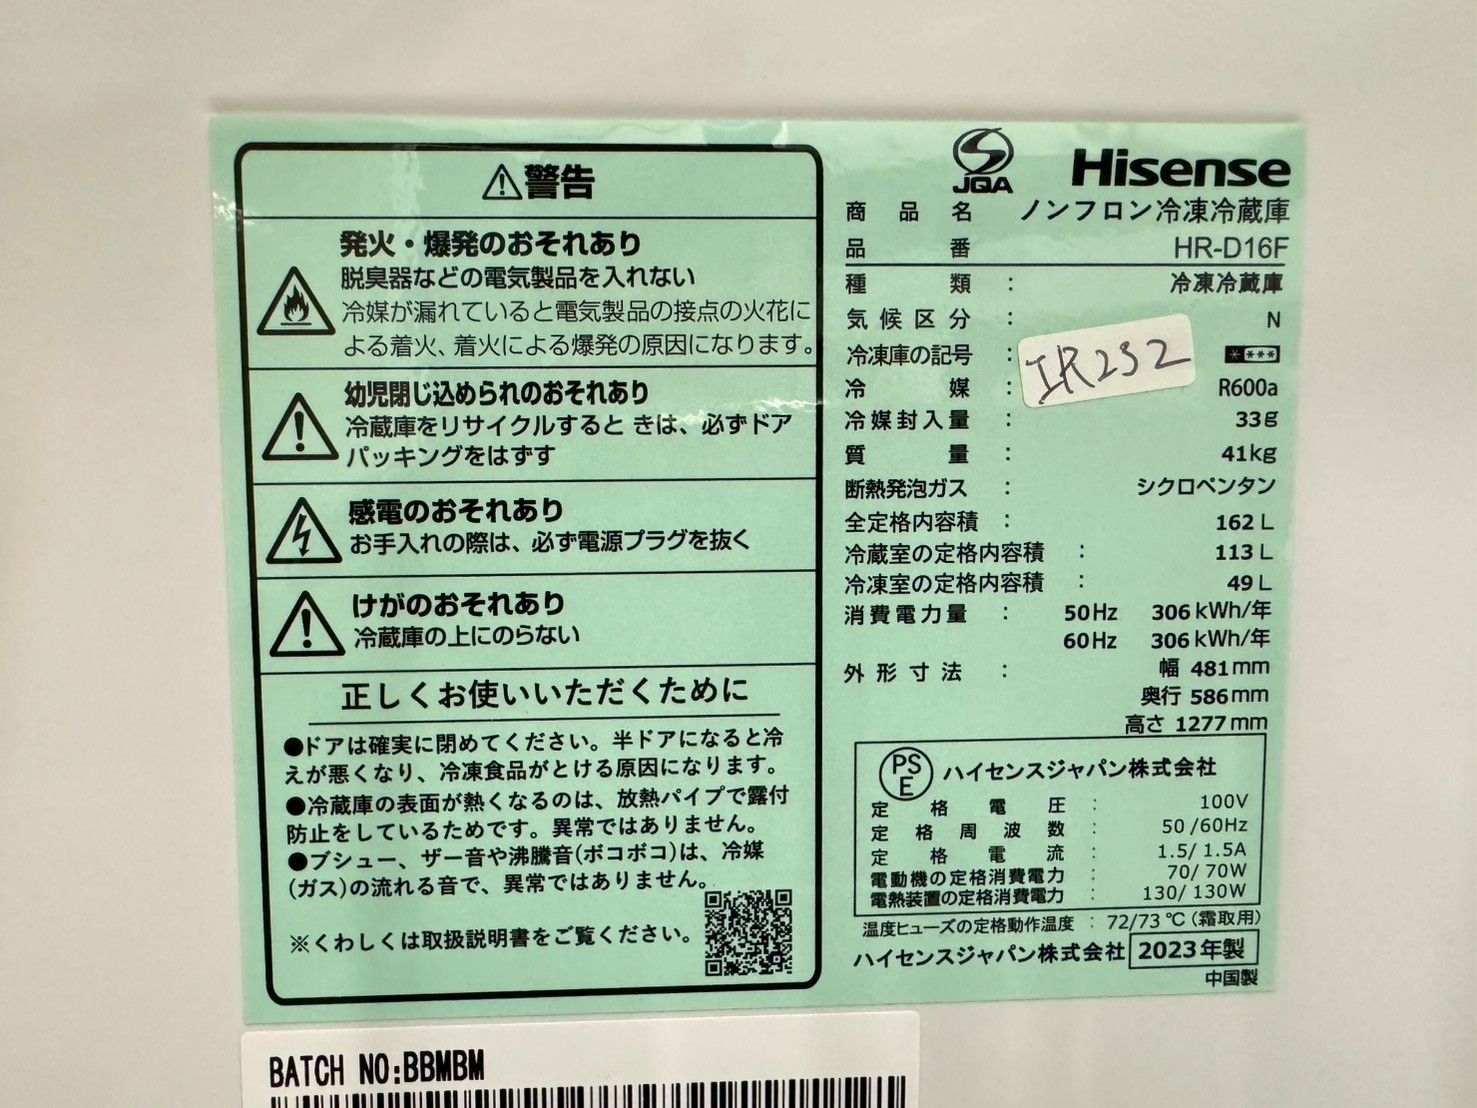 ⚠警告
発火・爆発のおそれあり
脱臭器などの電気製品を入れない
冷媒が漏れていると電気製品の接点の火花に
よる着火、着火による爆発の原因になります。
幼児閉じ込められのおそれあり
冷蔵庫をリサイクルするときは、必ずドア
パッキングをはずす
感電のおそれあり
お手入れの際は、必ず電源プラグを抜く
けがのおそれあり
冷蔵庫の上にのらない
正しくお使いいただくために
●ドアは確実に閉めてください。半ドアになると冷
えが悪くなり、冷凍食品がとける原因になります。
●冷蔵庫の表面が熱くなるのは、放熱パイプで露付
防止をしているためです。異常ではありません。
●ブシュー、ザー音や沸騰音(ボコボコ)は、冷媒
(ガス)の流れる音で、異常ではありません。
※くわしくは取扱説明書をご覧ください。
JQA Hisense
商品名 ノンフロン冷凍冷蔵庫
品番 HR-D16F
種類 : 冷凍冷蔵庫
気候区分 : N
冷凍庫の記号 : * ***
IR232
冷媒 : R600a
冷媒封入量 : 33g
質量 : 41kg
断熱発泡ガス : シクロペンタン
全定格内容積 : 162 L
冷蔵室の定格内容積 : 113 L
冷凍室の定格内容積 : 49 L
消費電力量 : 50Hz 306 kWh/年
60Hz 306 kWh/年
外形寸法 : 幅 481mm
奥行 586mm
高さ 1277mm
PSE ハイセンスジャパン株式会社
定格電圧 : 100V
定格周波数 : 50/60Hz
定格電流 : 1.5/1.5A
電動機の定格消費電力 : 70/70W
電熱装置の定格消費電力 : 130/130W
温度ヒューズの定格動作温度 : 72/73℃(霜取用)
ハイセンスジャパン株式会社 2023年製
中国製
BATCH NO:BBMBM